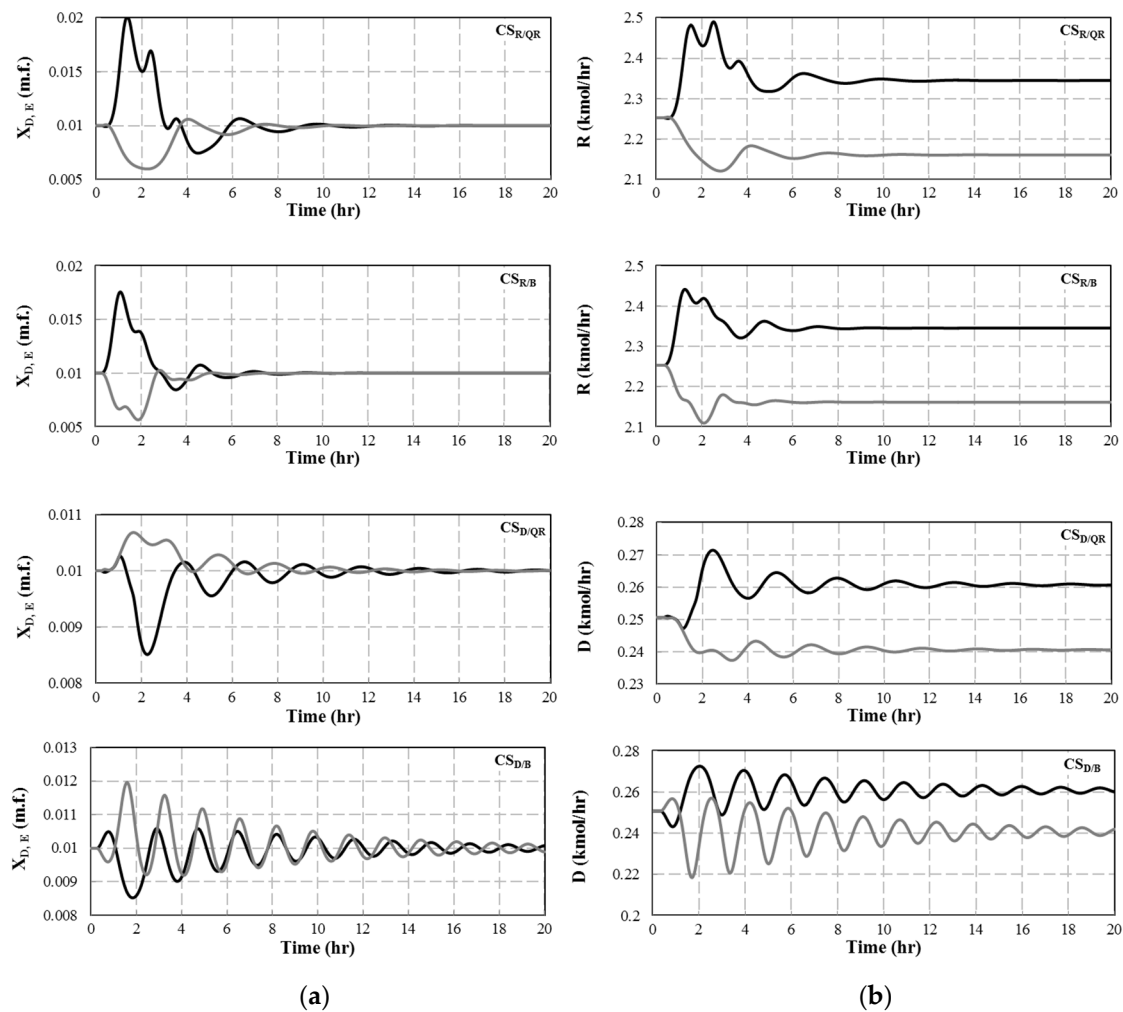 0.02
0.015
0.01
0.005
X_D, E (m.f.)
CS_R/QR
0 2 4 6 8 10 12 14 16 18 20
Time (hr)
2.5
2.4
2.3
2.2
2.1
R (kmol/hr)
CS_R/QR
0 2 4 6 8 10 12 14 16 18 20
Time (hr)
0.02
0.015
0.01
0.005
X_D, E (m.f.)
CS_R/B
0 2 4 6 8 10 12 14 16 18 20
Time (hr)
2.5
2.4
2.3
2.2
2.1
R (kmol/hr)
CS_R/B
0 2 4 6 8 10 12 14 16 18 20
Time (hr)
0.011
0.01
0.009
0.008
X_D, E (m.f.)
CS_D/QR
0 2 4 6 8 10 12 14 16 18 20
Time (hr)
0.28
0.27
0.26
0.25
0.24
0.23
D (kmol/hr)
CS_D/QR
0 2 4 6 8 10 12 14 16 18 20
Time (hr)
0.013
0.012
0.011
0.01
0.009
0.008
X_D, E (m.f.)
CS_D/B
0 2 4 6 8 10 12 14 16 18 20
Time (hr)
0.28
0.26
0.24
0.22
0.2
D (kmol/hr)
CS_D/B
0 2 4 6 8 10 12 14 16 18 20
Time (hr)
(a)
(b)